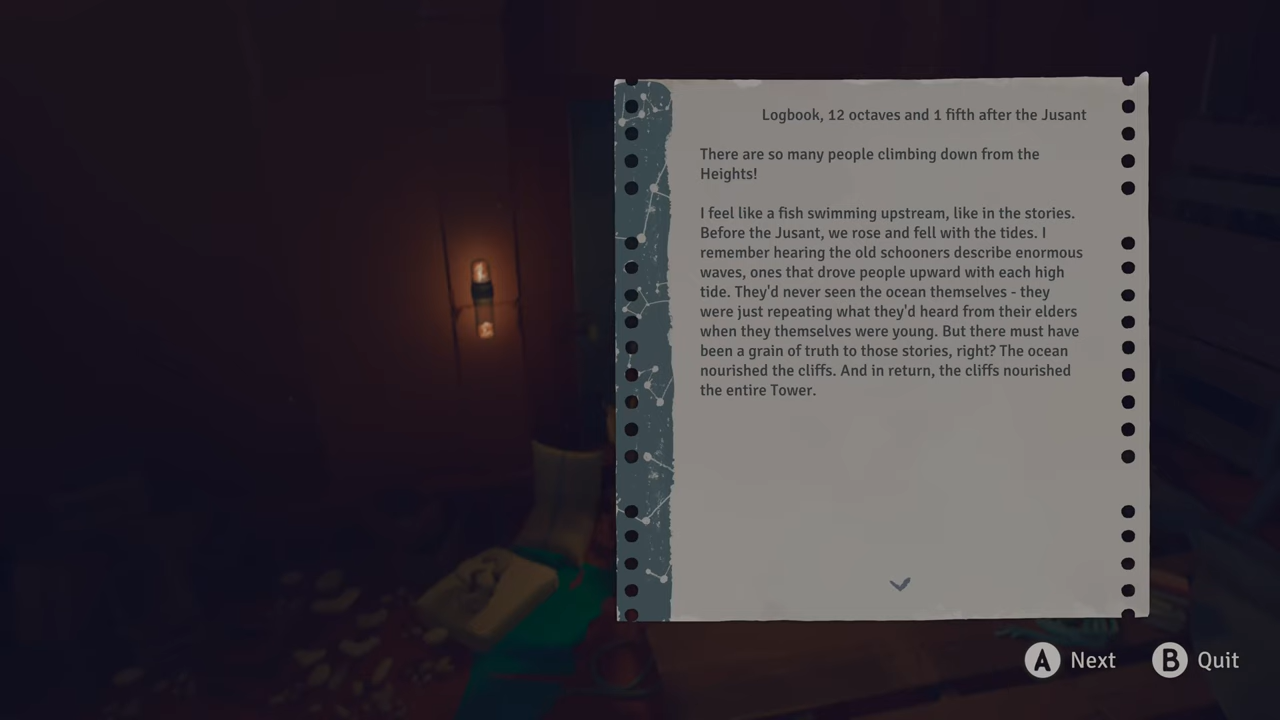 Logbook, 12 octaves and 1 fifth after the Jusant
There are so many people climbing down from the
Heights!
I feel like a fish swimming upstream, like in the stories.
Before the Jusant, we rose and fell with the tides. I
remember hearing the old schooners describe enormous
waves, ones that drove people upward with each high
tide. They'd never seen the ocean themselves - they
were just repeating what they'd heard from their elders
when they themselves were young. But there must have
been a grain of truth to those stories, right? The ocean
nourished the cliffs. And in return, the cliffs nourished
the entire Tower.
A Next B Quit